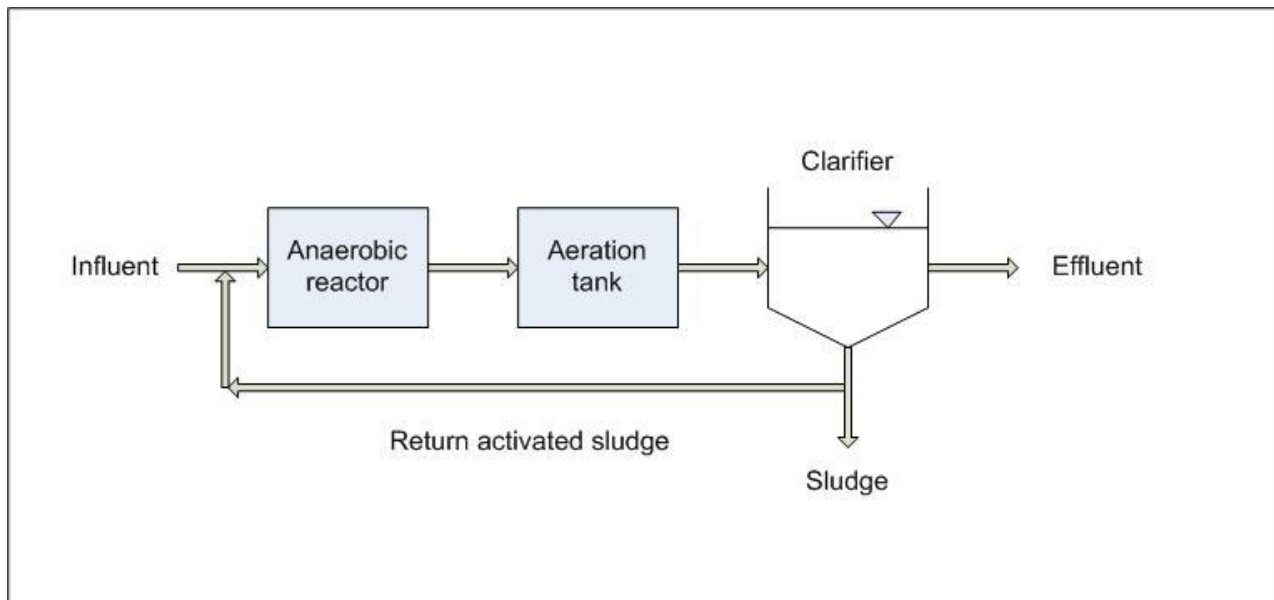 Clarifier
Influent
Anaerobic
reactor
Aeration
tank
Effluent
Return activated sludge
Sludge